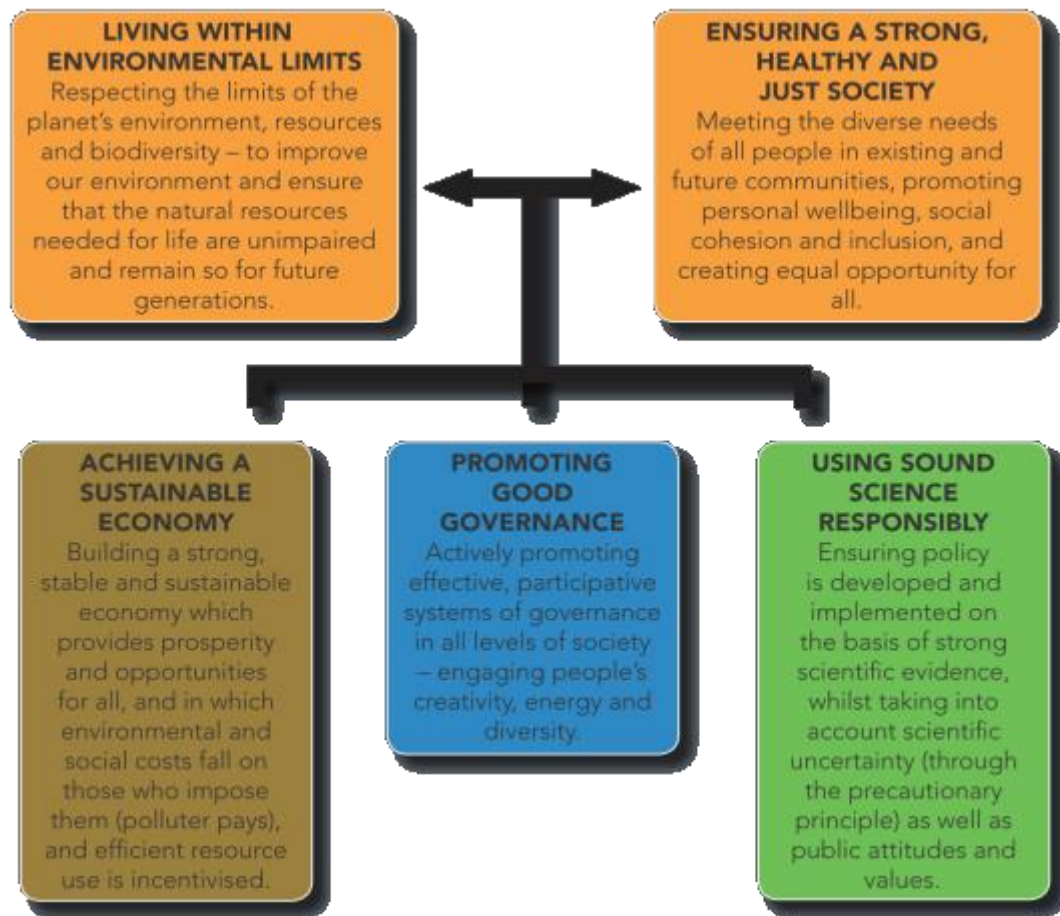 LIVING WITHIN
ENVIRONMENTAL LIMITS
Respecting the limits of the
planet's environment, resources
and biodiversity – to improve
our environment and ensure
that the natural resources
needed for life are unimpaired
and remain so for future
generations.
ENSURING A STRONG,
HEALTHY AND
JUST SOCIETY
Meeting the diverse needs
of all people in existing and
future communities, promoting
personal wellbeing, social
cohesion and inclusion, and
creating equal opportunity for
all.
ACHIEVING A
SUSTAINABLE
ECONOMY
Building a strong,
stable and sustainable
economy which
provides prosperity
and opportunities
for all, and in which
environmental and
social costs fall on
those who impose
them (polluter pays),
and efficient resource
use is incentivised.
PROMOTING
GOOD
GOVERNANCE
Actively promoting
effective, participative
systems of governance
in all levels of society
– engaging people's
creativity, energy and
diversity.
USING SOUND
SCIENCE
RESPONSIBLY
Ensuring policy
is developed and
implemented on
the basis of strong
scientific evidence,
whilst taking into
account scientific
uncertainty (through
the precautionary
principle) as well as
public attitudes and
values.